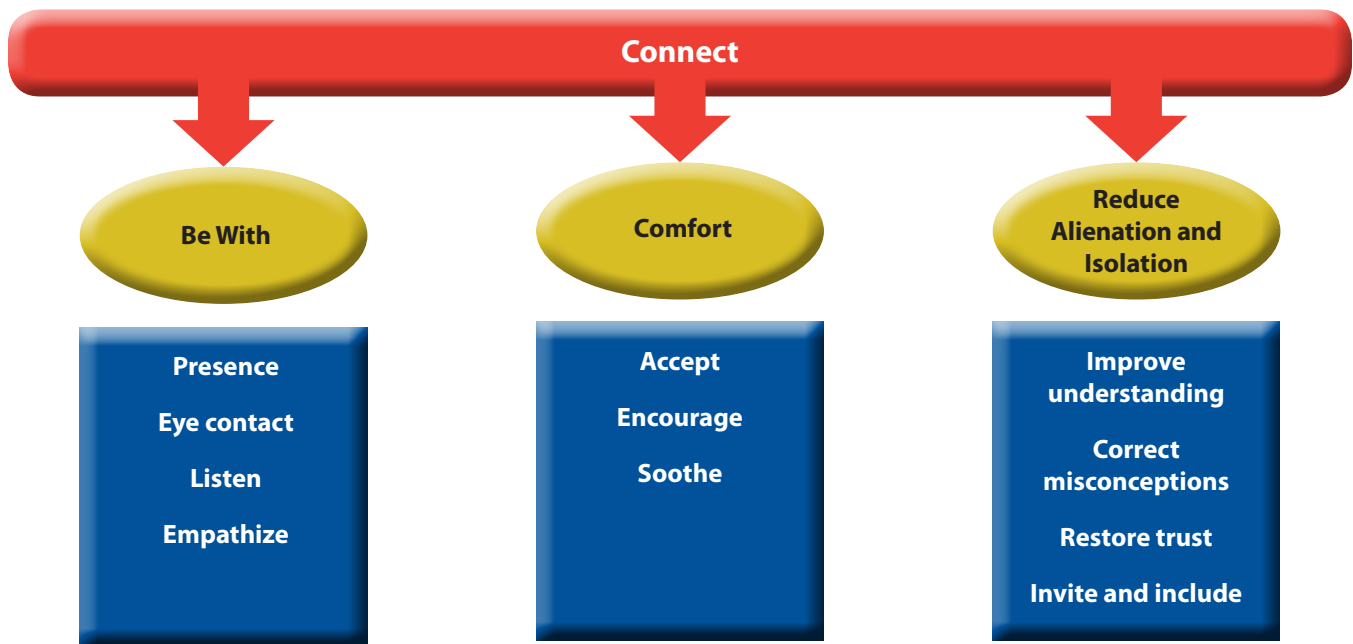 Connect
Be With
Presence
Eye contact
Listen
Empathize
Comfort
Accept
Encourage
Soothe
Reduce
Alienation and
Isolation
Improve
understanding
Correct
misconceptions
Restore trust
Invite and include